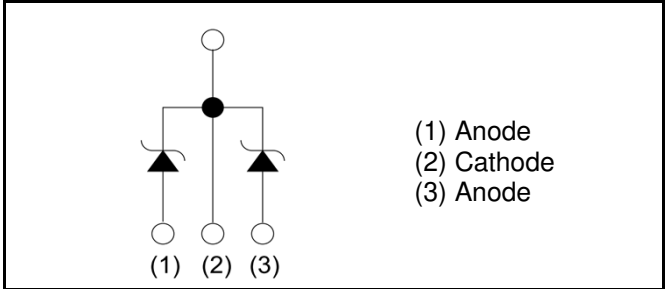 (1) Anode
(2) Cathode
(3) Anode
(1) (2) (3)